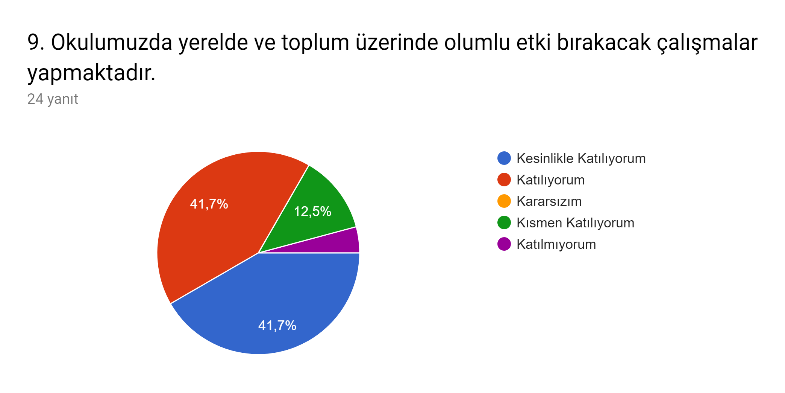 9. Okulumuzda yerelde ve toplum üzerinde olumlu etki bırakacak çalışmalar
yapmaktadır.
24 yanıt
Kesinlikle Katılıyorum
Katılıyorum
Kararsızım
Kısmen Katılıyorum
Katılmıyorum
41,7%
12,5%
41,7%